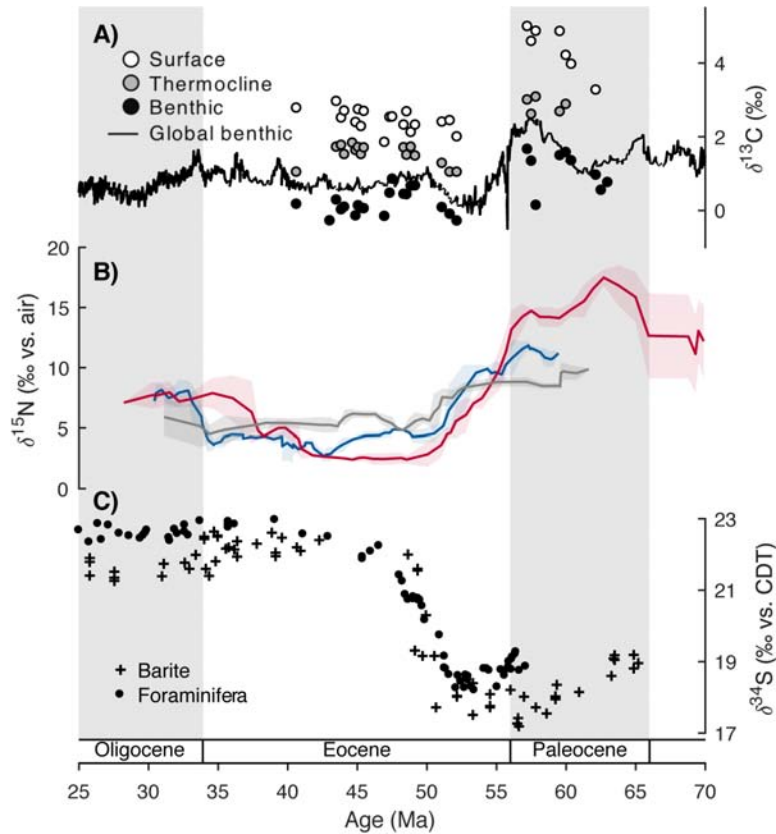 A)
Surface
Thermocline
Benthic
Global benthic
4
2
0
δ¹³C (‰)
B)
20
15
10
5
0
δ¹⁵N (‰ vs. air)
C)
23
21
19
17
δ³⁴S (‰ vs. CDT)
Barite
Foraminifera
Oligocene Eocene Paleocene
25 30 35 40 45 50 55 60 65 70
Age (Ma)